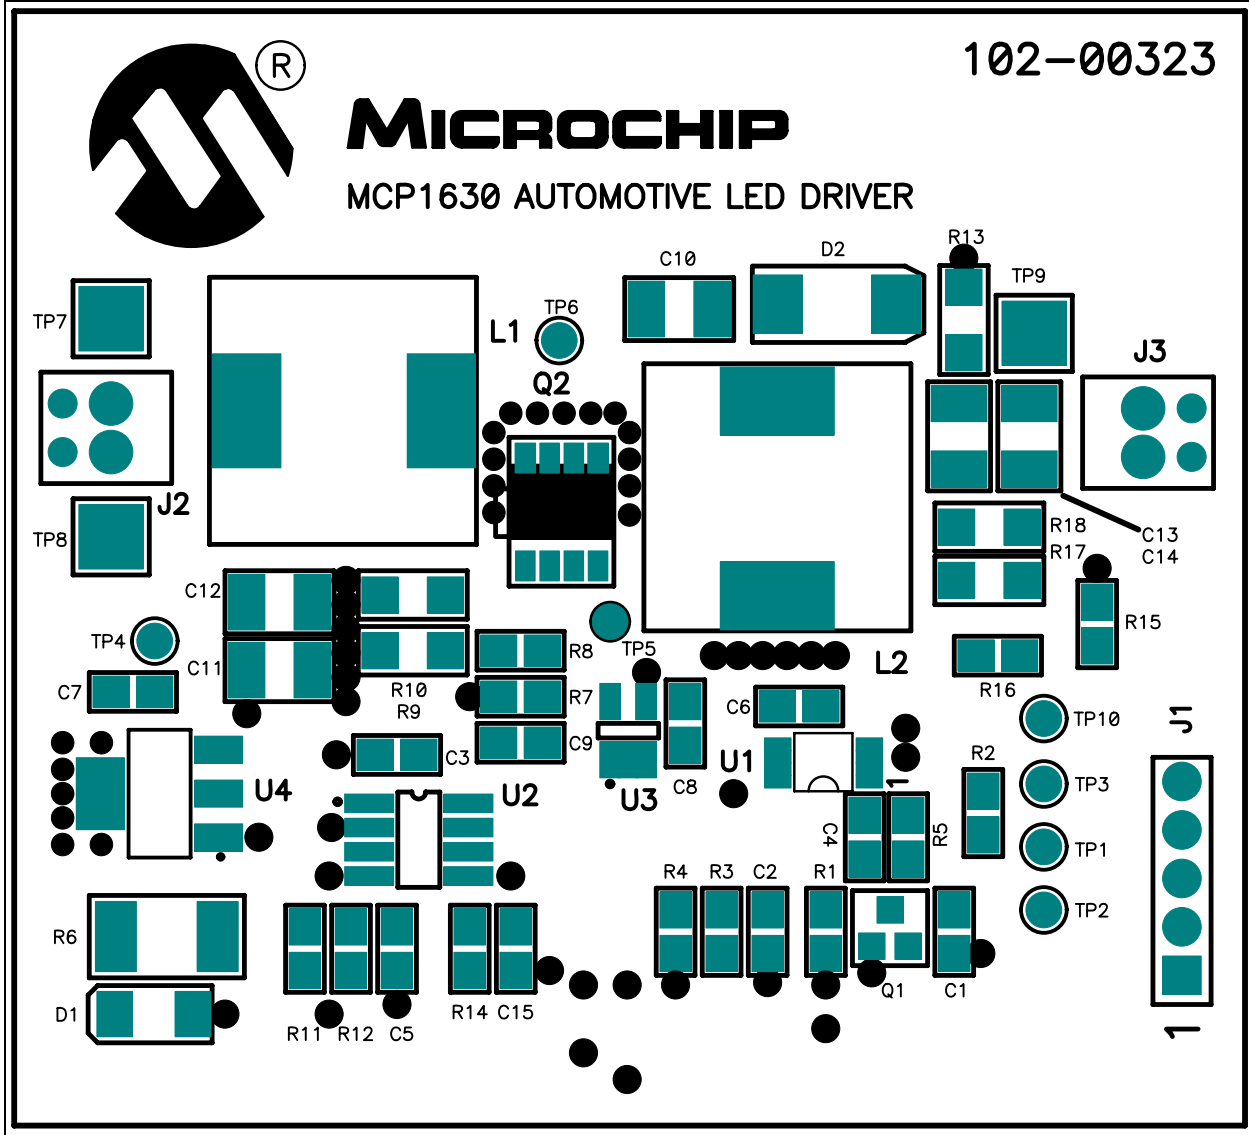 ®
102-00323
MICROCHIP
MCP1630 AUTOMOTIVE LED DRIVER
R13
D2
C10
TP9
TP6
TP7
L1
J3
Q2
J2
R18
TP8
C13
R17
C14
C12
R15
TP4
R8
TP5
C11
L2
R16
C7
R10
R7
C6
R9
TP10
J1
C9
C3
U1
R2
1
C8
TP3
U4
U2
U3
C4
R5
TP1
R4
R3
C2
R1
TP2
R6
Q1
C1
D1
R14
C15
R11
R12
C5
1